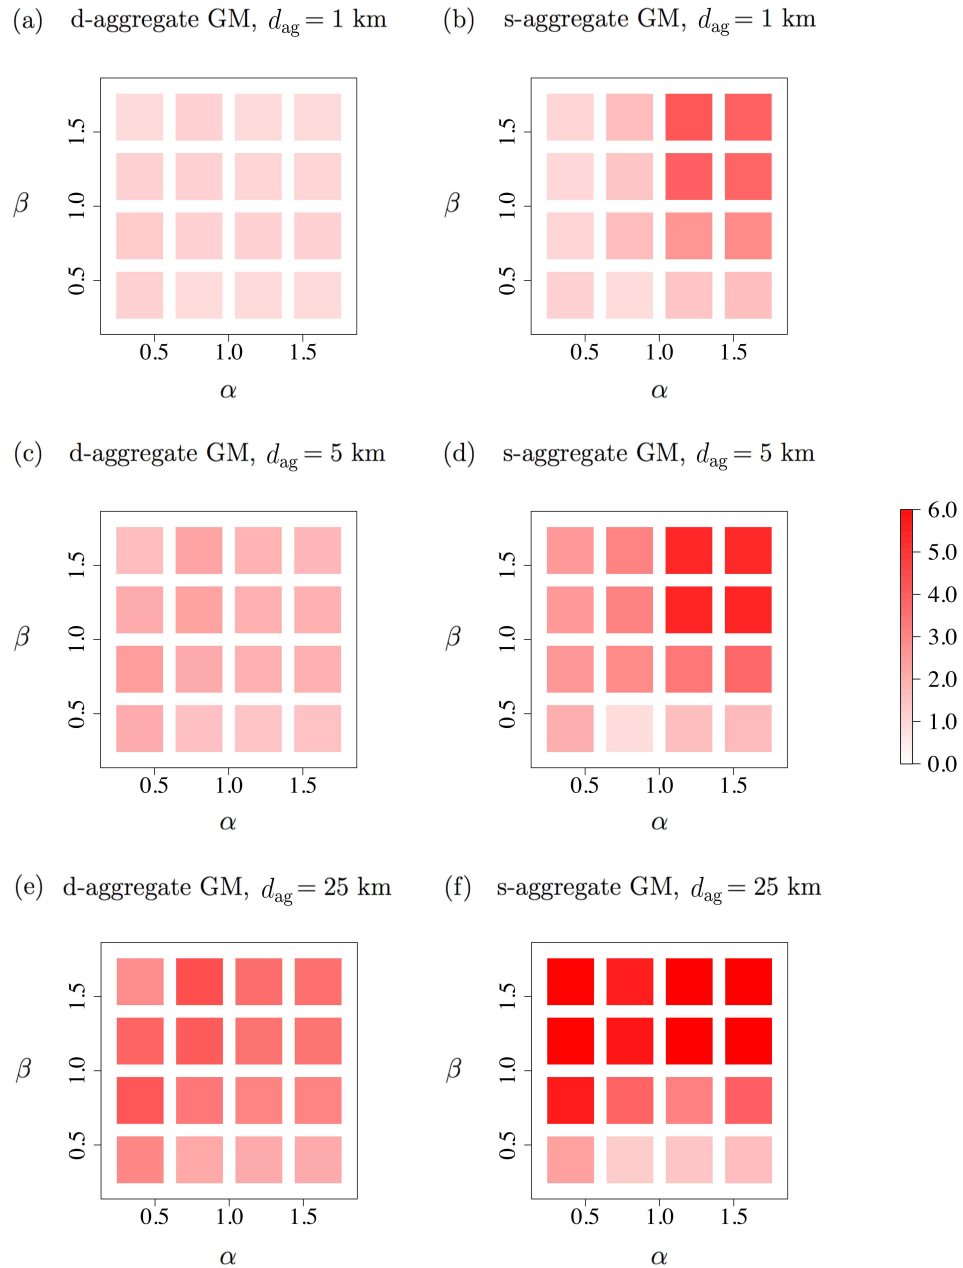 (a) d-aggregate GM, d_ag = 1 km
(b) s-aggregate GM, d_ag = 1 km
1.5
1.0
0.5
β
0.5 1.0 1.5
α
1.5
1.0
0.5
β
0.5 1.0 1.5
α
(c) d-aggregate GM, d_ag = 5 km
(d) s-aggregate GM, d_ag = 5 km
1.5
1.0
0.5
β
0.5 1.0 1.5
α
1.5
1.0
0.5
β
0.5 1.0 1.5
α
6.0
5.0
4.0
3.0
2.0
1.0
0.0
(e) d-aggregate GM, d_ag = 25 km
(f) s-aggregate GM, d_ag = 25 km
1.5
1.0
0.5
β
0.5 1.0 1.5
α
1.5
1.0
0.5
β
0.5 1.0 1.5
α